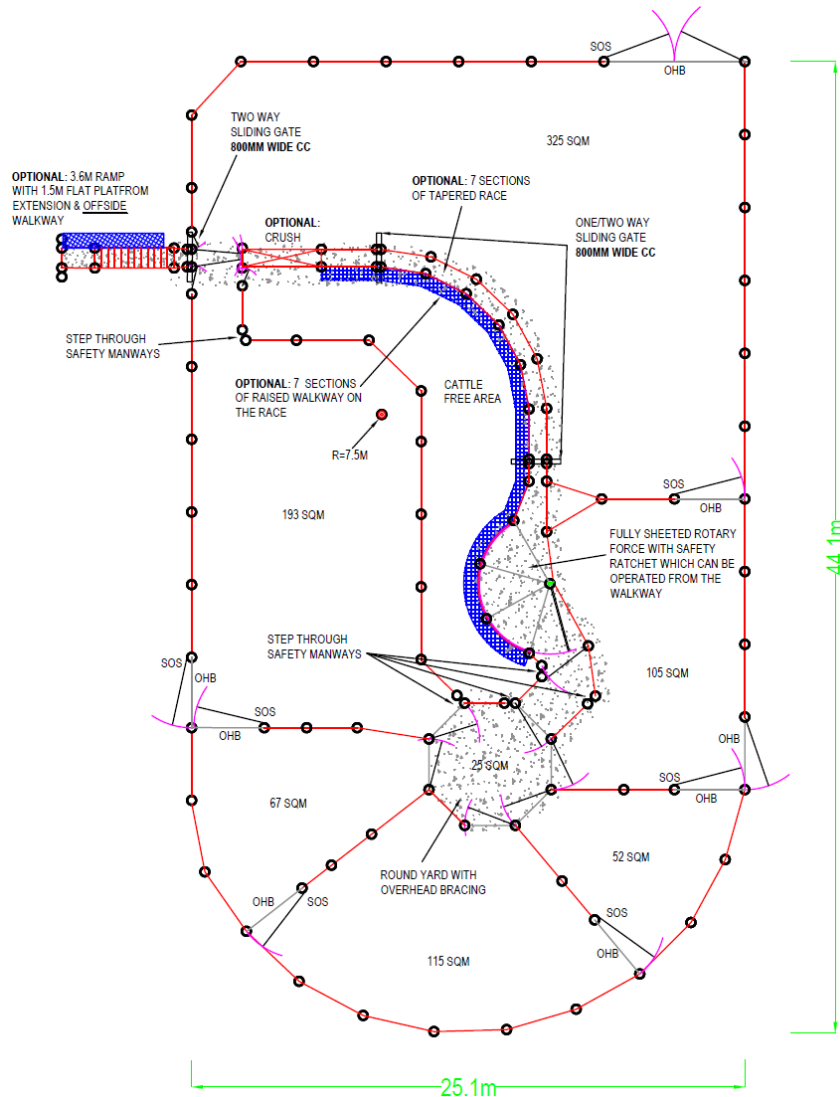 SOS
OHB
TWO WAY
SLIDING GATE
800MM WIDE CC
325 SQM
OPTIONAL: 3.6M RAMP
WITH 1.5M FLAT PLATFROM
EXTENSION & OFFSIDE
WALKWAY
OPTIONAL: 7 SECTIONS
OF TAPERED RACE
OPTIONAL:
CRUSH
ONE/TWO WAY
SLIDING GATE
800MM WIDE CC
STEP THROUGH
SAFETY MANWAYS
OPTIONAL: 7 SECTIONS
OF RAISED WALKWAY ON
THE RACE
CATTLE
FREE AREA
R=7.5M
SOS
OHB
193 SQM
FULLY SHEETED ROTARY
FORCE WITH SAFETY
RATCHET WHICH CAN BE
OPERATED FROM THE
WALKWAY
44.1m
STEP THROUGH
SAFETY MANWAYS
SOS
OHB
SOS
OHB
105 SQM
25 SQM
SOS
OHB
SOS
OHB
67 SQM
52 SQM
ROUND YARD WITH
OVERHEAD BRACING
OHB
SOS
SOS
OHB
115 SQM
25.1m